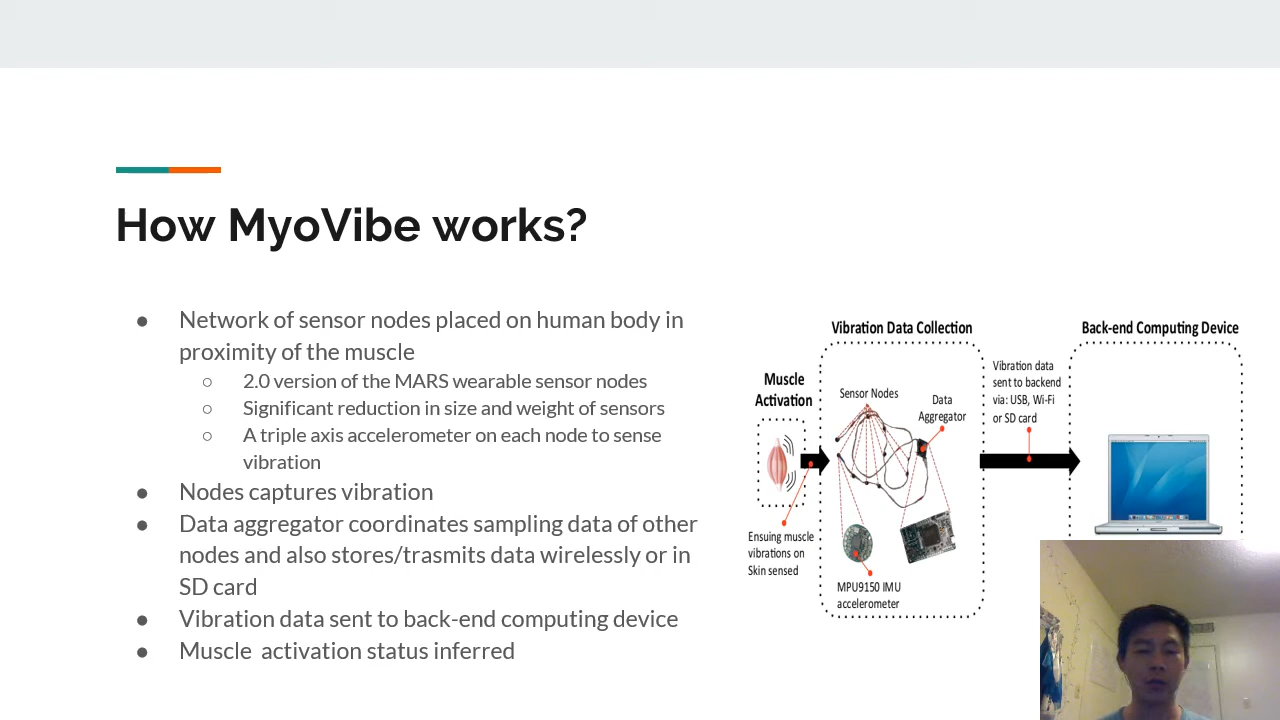 How MyoVibe works?
● Network of sensor nodes placed on human body in
proximity of the muscle
○ 2.0 version of the MARS wearable sensor nodes
○ Significant reduction in size and weight of sensors
○ A triple axis accelerometer on each node to sense
vibration
● Nodes captures vibration
● Data aggregator coordinates sampling data of other
nodes and also stores/trasmits data wirelessly or in
SD card
● Vibration data sent to back-end computing device
● Muscle activation status inferred
Muscle
Activation
Ensuing muscle
vibrations on
Skin sensed
Vibration Data Collection
Sensor Nodes
Data
Aggregator
MPU9150 IMU
accelerometer
Vibration data
sent to backend
via: USB, Wi-Fi
or SD card
Back-end Computing Device